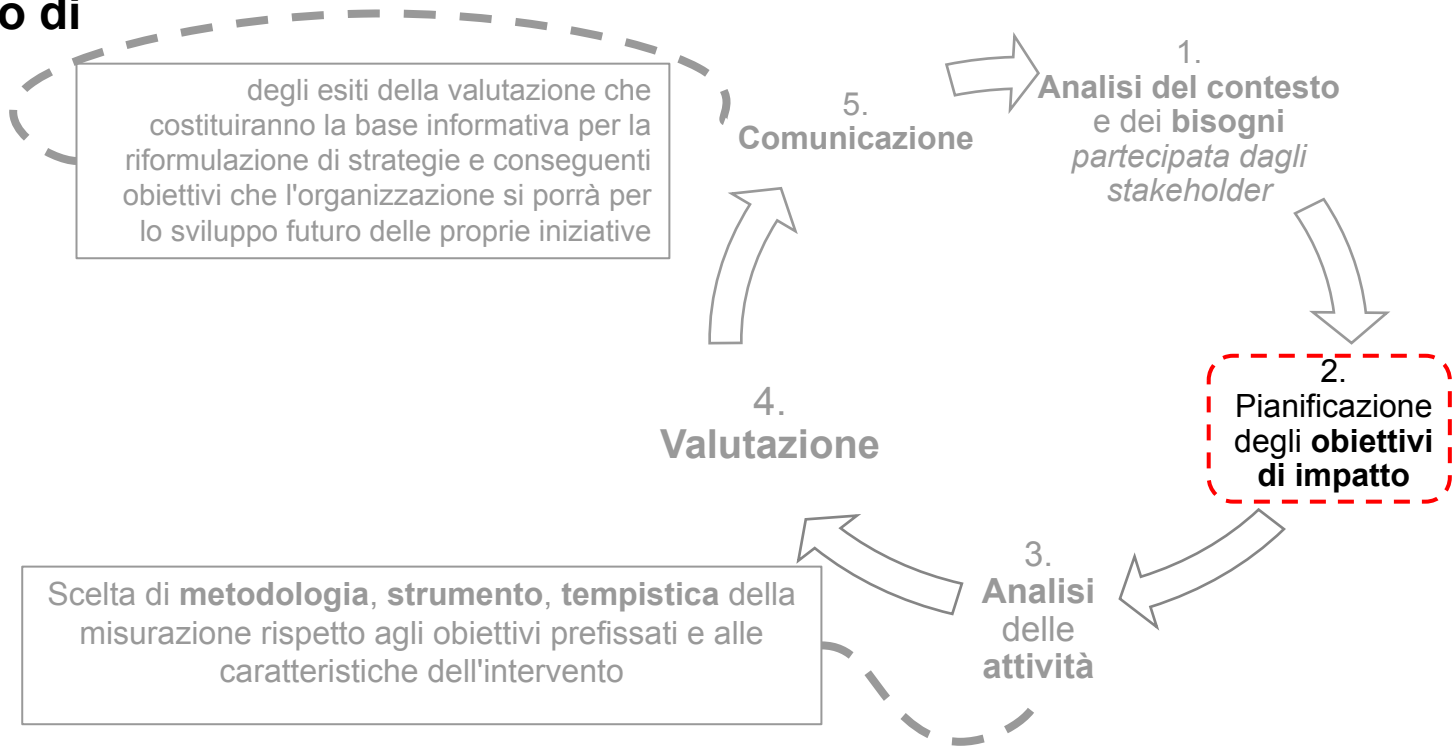 o di
degli esiti della valutazione che
costituiranno la base informativa per la
riformulazione di strategie e conseguenti
obiettivi che l'organizzazione si porrà per
lo sviluppo futuro delle proprie iniziative
5.
Comunicazione
1.
Analisi del contesto
e dei bisogni
partecipata dagli
stakeholder
2.
Pianificazione
degli obiettivi
di impatto
4.
Valutazione
3.
Analisi
delle
attività
Scelta di metodologia, strumento, tempistica della
misurazione rispetto agli obiettivi prefissati e alle
caratteristiche dell'intervento